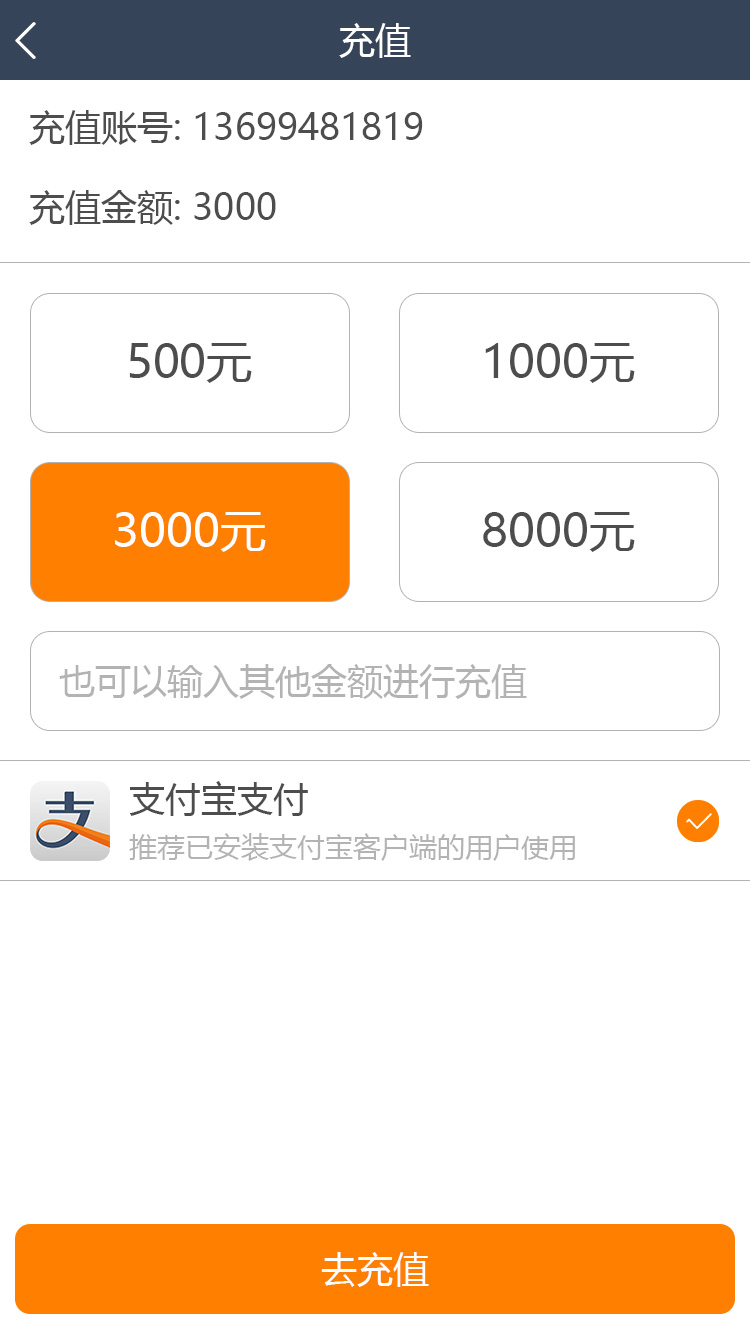 充值
充值账号: 13699481819
充值金额: 3000
500元
1000元
3000元
8000元
也可以输入其他金额进行充值
支
支付宝支付
推荐已安装支付宝客户端的用户使用
去充值